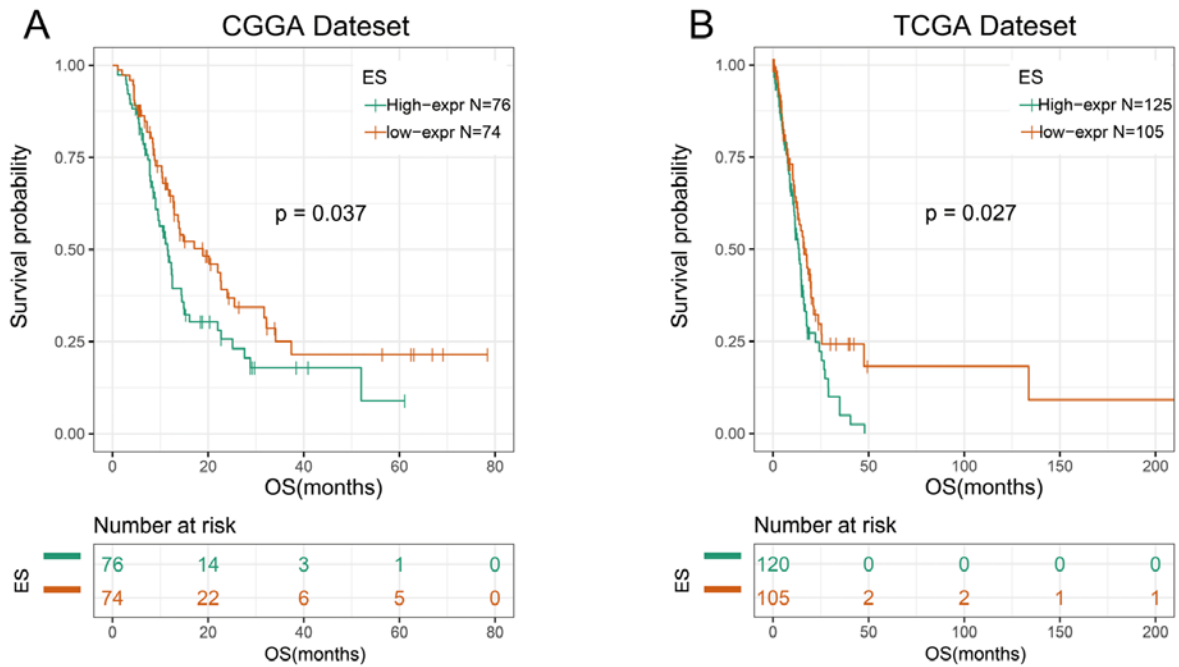 A
CGGA Dateset
ES
High-expr N=76
low-expr N=74
p = 0.037
Survival probability
1.00
0.75
0.50
0.25
0.00
0 20 40 60 80
OS(months)
Number at risk
ES
76 14 3 1 0
74 22 6 5 0
0 20 40 60 80
OS(months)
B
TCGA Dateset
ES
High-expr N=125
low-expr N=105
p = 0.027
Survival probability
1.00
0.75
0.50
0.25
0.00
0 50 100 150 200
OS(months)
Number at risk
ES
120 0 0 0 0
105 2 2 1 1
0 50 100 150 200
OS(months)